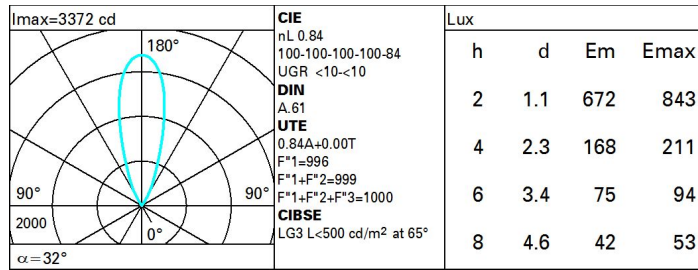 Imax=3372 cd
180°
90°
90°
2000
0°
α=32°
CIE
nL 0.84
100-100-100-100-84
UGR <10-<10
DIN
A.61
UTE
0.84A+0.00T
F"1=996
F"1+F"2=999
F"1+F"2+F"3=1000
CIBSE
LG3 L<500 cd/m² at 65°
Lux
h d Em Emax
2 1.1 672 843
4 2.3 168 211
6 3.4 75 94
8 4.6 42 53